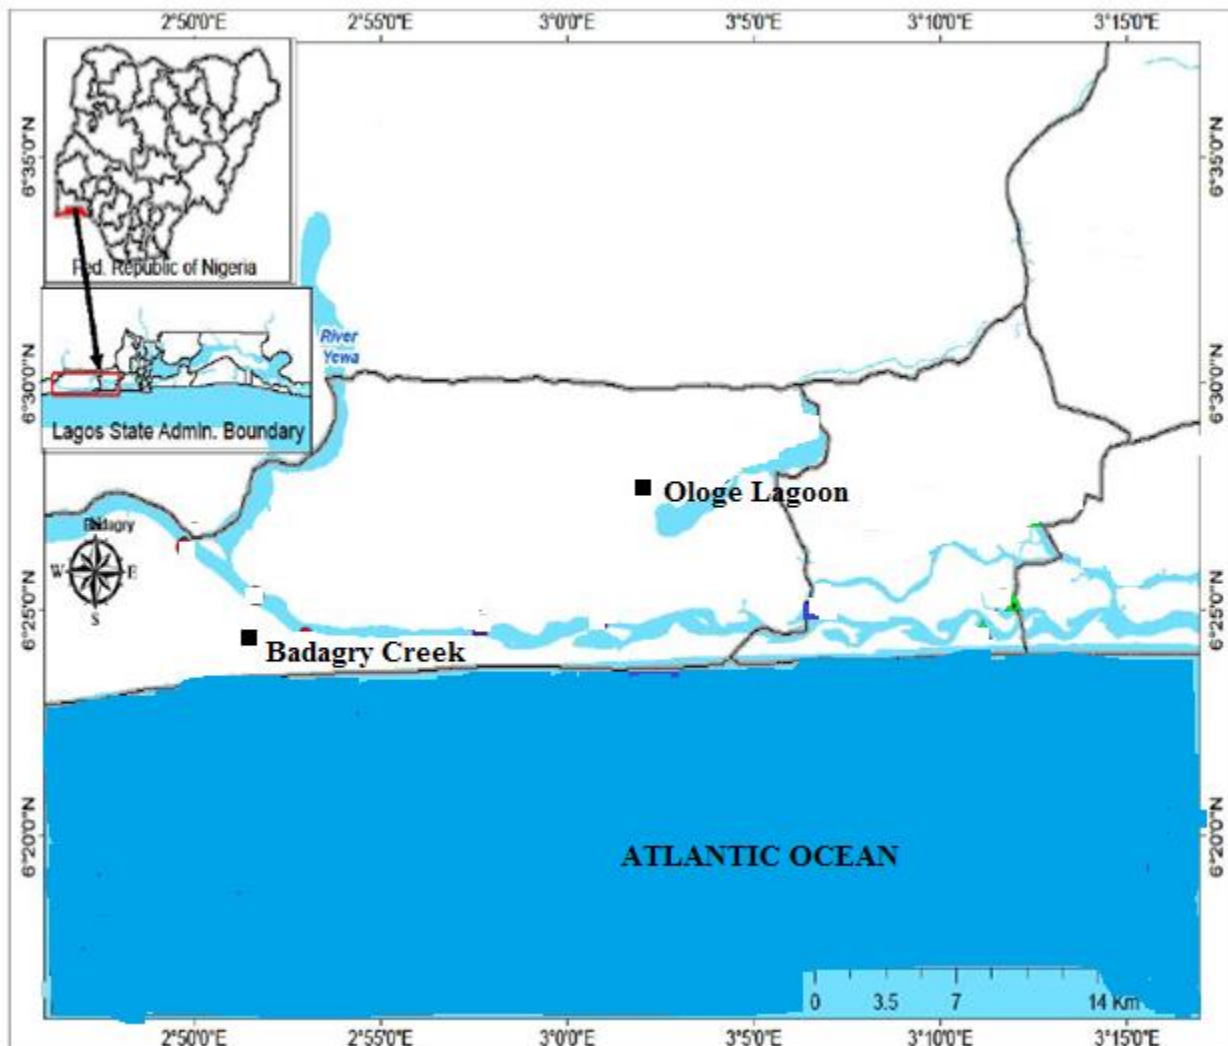 2°50'0"E 2°55'0"E 3°0'0"E 3°5'0"E 3°10'0"E 3°15'0"E
6°35'0"N
6°35'0"N
Fed. Republic of Nigeria
River
Yewa
6°30'0"N
6°30'0"N
Lagos State Admin. Boundary
Ologe Lagoon
Badagry
N
W E
S
6°25'0"N
6°25'0"N
Badagry Creek
6°20'0"N
6°20'0"N
ATLANTIC OCEAN
0 3.5 7 14 Km
2°50'0"E 2°55'0"E 3°0'0"E 3°5'0"E 3°10'0"E 3°15'0"E